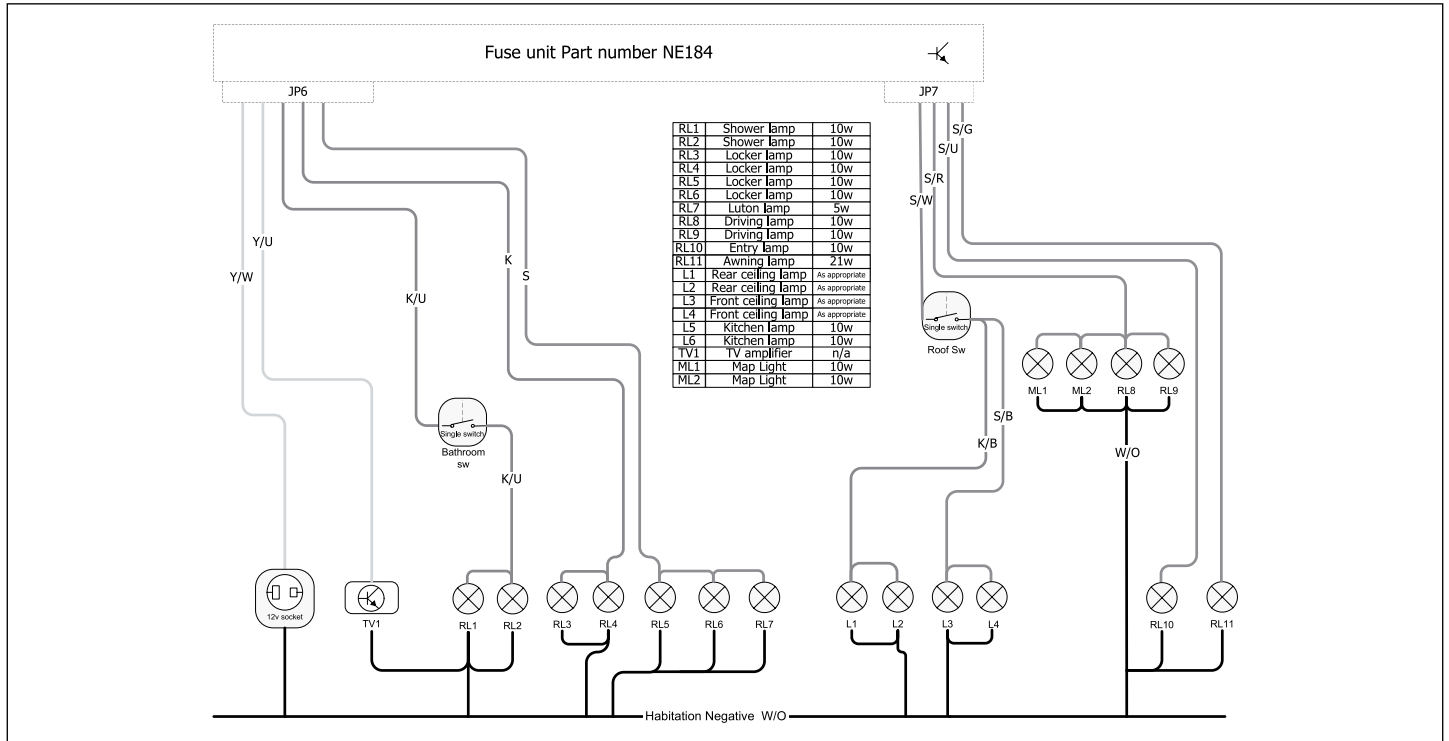 Fuse unit Part number NE184
JP6
JP7
S/G
S/U
S/R
S/W
RL1 Shower lamp 10w
RL2 Shower lamp 10w
RL3 Locker lamp 10w
RL4 Locker lamp 10w
RL5 Locker lamp 10w
RL6 Locker lamp 10w
RL7 Luton lamp 5w
RL8 Driving lamp 10w
RL9 Driving lamp 10w
RL10 Entry lamp 10w
RL11 Awning lamp 21w
L1 Rear ceiling lamp As appropriate
L2 Rear ceiling lamp As appropriate
L3 Front ceiling lamp As appropriate
L4 Front ceiling lamp As appropriate
L5 Kitchen lamp 10w
L6 Kitchen lamp 10w
TV1 TV amplifier n/a
ML1 Map Light 10w
ML2 Map Light 10w
Y/U
Y/W
K
S
K/U
Single switch
Roof Sw
ML1 ML2 RL8 RL9
S/B
K/B
W/O
Single switch
Bathroom
sw
K/U
12v socket
TV1
RL1 RL2 RL3 RL4 RL5 RL6 RL7 L1 L2 L3 L4 RL10 RL11
Habitation Negative W/O